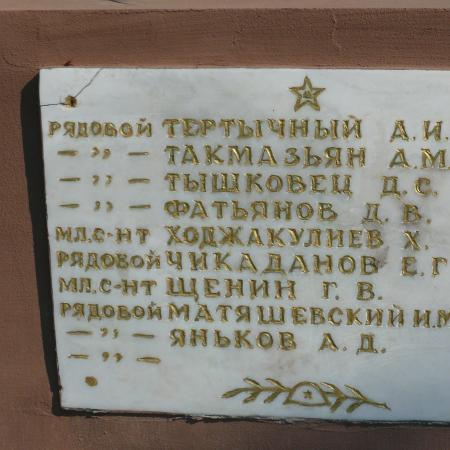 РЯДОВОЙ ТЕРТЫЧНЫЙ А.И.
— „ — ТАКМАЗЬЯН А.М.
— „ — ТЫШКОВЕЦ Д.С.
— „ — ФАТЬЯНОВ Д.В.
МЛ.С-НТ ХОДЖАКУЛИЕВ Х.
РЯДОВОЙ ЧИКАДАНОВ Е.Г
МЛ.С-НТ ЩЕНИН Г.В.
РЯДОВОЙ МАТЯШЕВСКИЙ И.М
— „ — ЯНЬКОВ А.Д.
— „ —